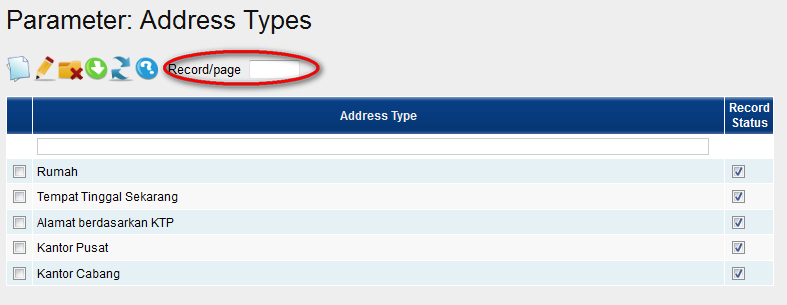 Parameter: Address Types
Record/page
Address Type
Record
Status
Rumah
Tempat Tinggal Sekarang
Alamat berdasarkan KTP
Kantor Pusat
Kantor Cabang